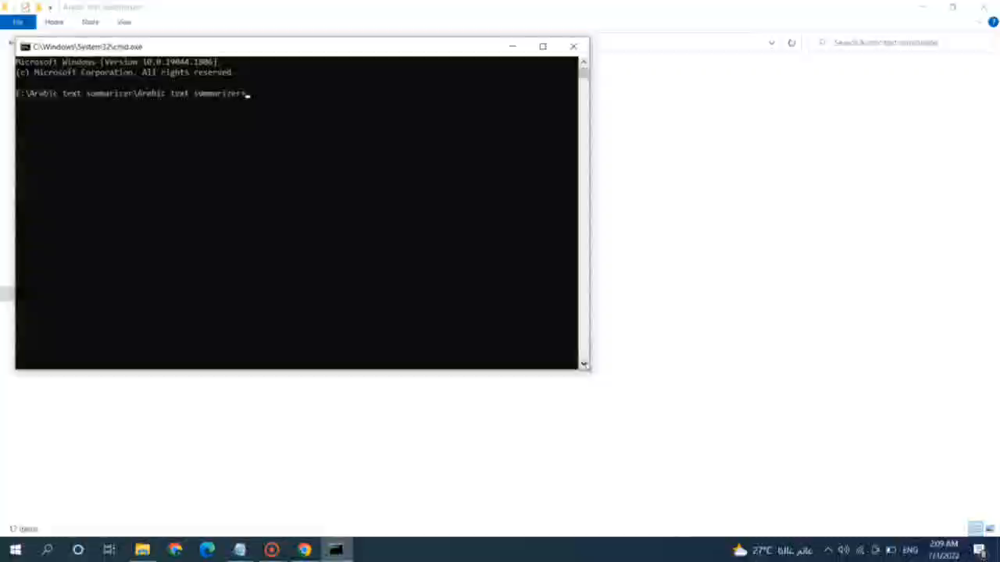 Arabic text summarizer
File Home Share View
C:\Windows\System32\cmd.exe
Search Arabic text summarizer
Microsoft Windows [Version 10.0.19044.1806]
(c) Microsoft Corporation. All rights reserved.
E:\Arabic text summarizer\Arabic text summarizer>
17 items
27°C غائم غالبا
ENG
2:09 AM
7/3/2022